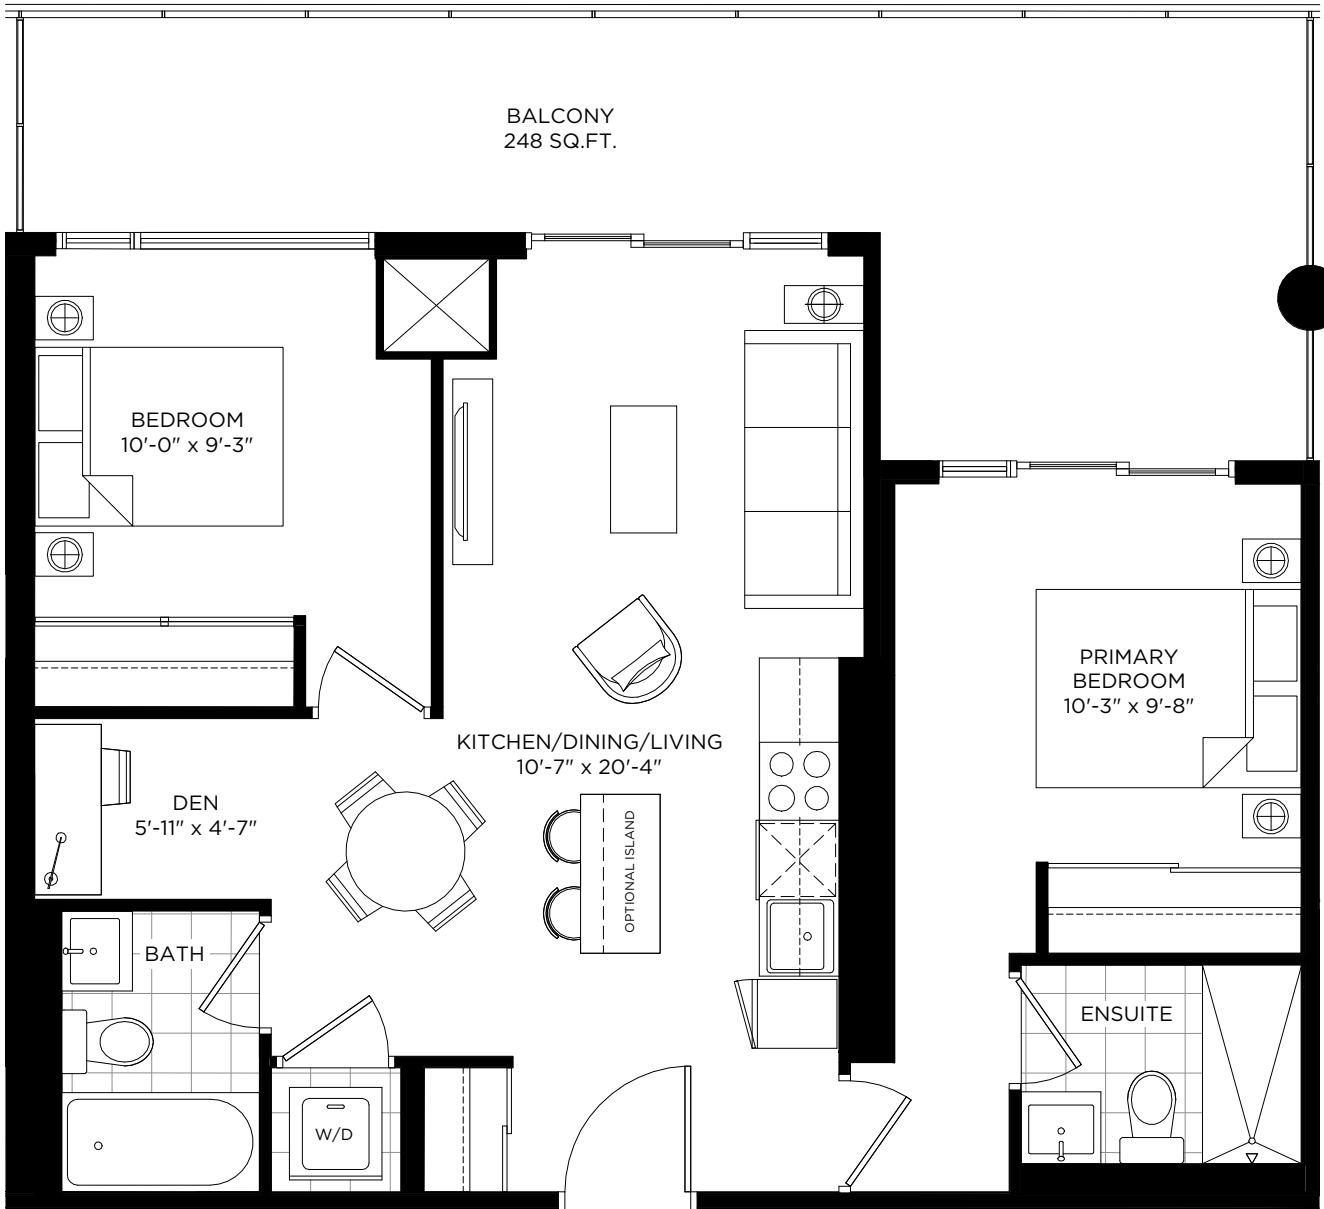 BALCONY
248 SQ.FT.
BEDROOM
10'-0" x 9'-3"
PRIMARY
BEDROOM
10'-3" x 9'-8"
KITCHEN/DINING/LIVING
10'-7" x 20'-4"
DEN
5'-11" x 4'-7"
OPTIONAL ISLAND
BATH
ENSUITE
W/D